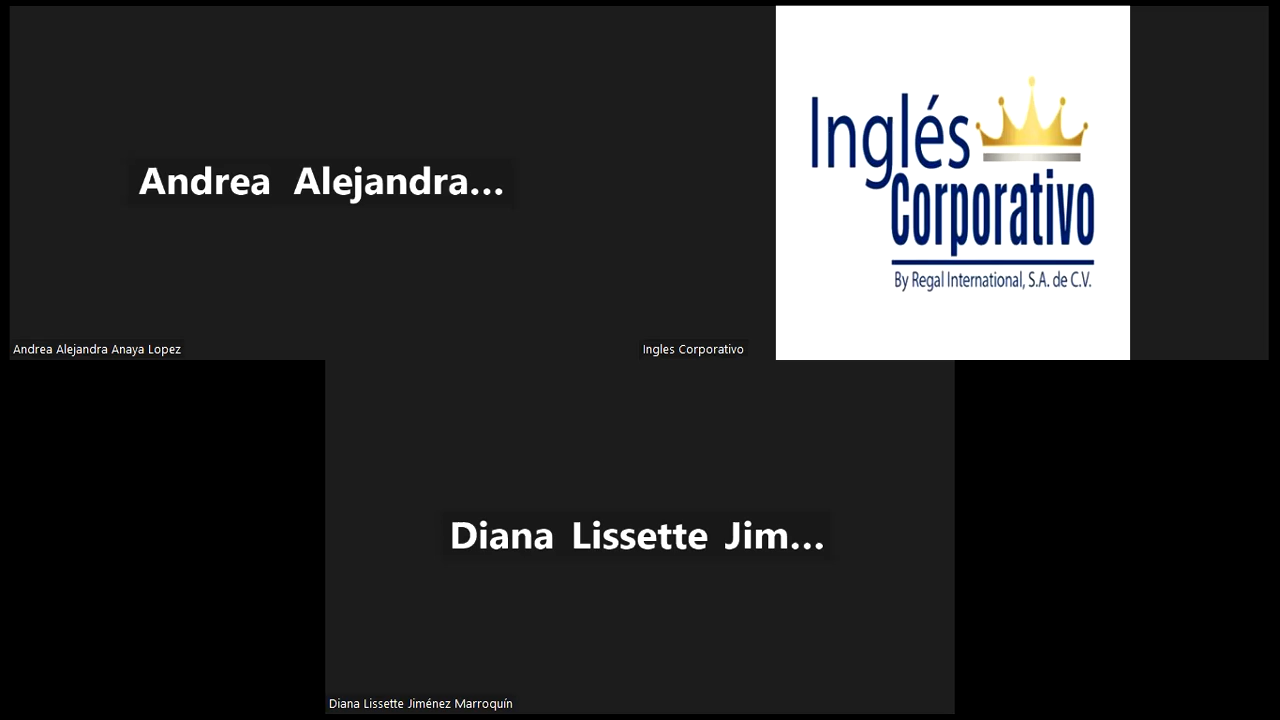 Andrea Alejandra...
Andrea Alejandra Anaya Lopez
Inglés
Corporativo
By Regal International, S.A. de C.V.
Ingles Corporativo
Diana Lissette Jim...
Diana Lissette Jiménez Marroquín